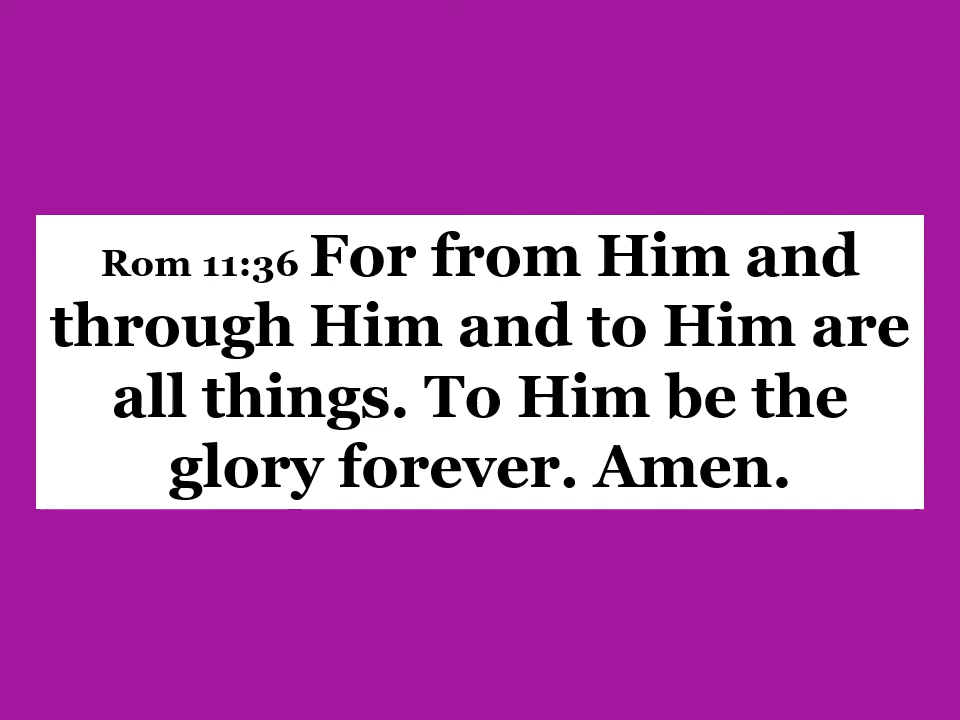 Rom 11:36 For from Him and
through Him and to Him are
all things. To Him be the
glory forever. Amen.